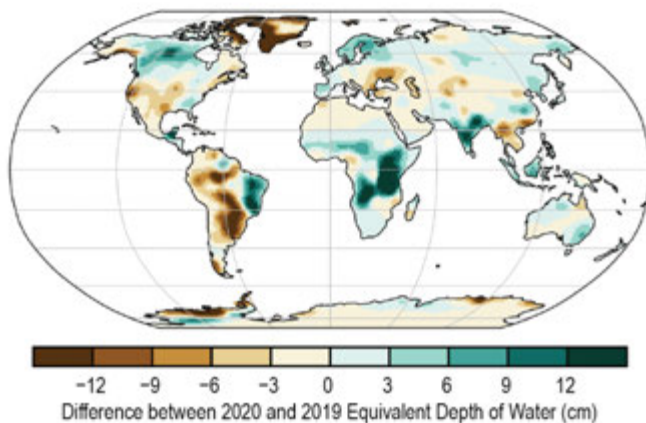 −12 −9 −6 −3 0 3 6 9 12
Difference between 2020 and 2019 Equivalent Depth of Water (cm)